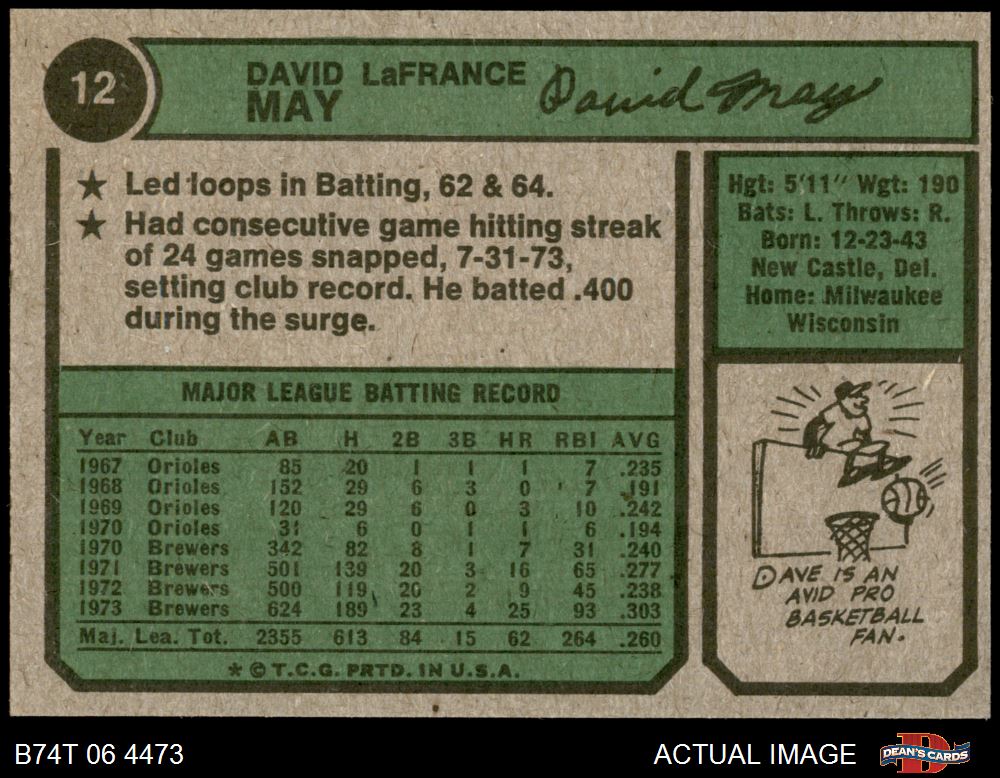 12
DAVID LaFRANCE
MAY
David May
★ Led loops in Batting, 62 & 64.
★ Had consecutive game hitting streak
of 24 games snapped, 7-31-73,
setting club record. He batted .400
during the surge.
Hgt: 5'11" Wgt: 190
Bats: L. Throws: R.
Born: 12-23-43
New Castle, Del.
Home: Milwaukee
Wisconsin
MAJOR LEAGUE BATTING RECORD
Year Club AB H 2B 3B HR RBI AVG
1967 Orioles 85 20 1 1 1 7 .235
1968 Orioles 152 29 6 3 0 7 .191
1969 Orioles 120 29 6 0 3 10 .242
1970 Orioles 31 6 0 1 1 6 .194
1970 Brewers 342 82 8 1 7 31 .240
1971 Brewers 501 139 20 3 16 65 .277
1972 Brewers 500 119 20 2 9 45 .238
1973 Brewers 624 189 23 4 25 93 .303
Maj. Lea. Tot. 2355 613 84 15 62 264 .260
* © T.C.G. PRTD. IN U.S.A.
DAVE IS AN
AVID PRO
BASKETBALL
FAN.
B74T 06 4473
ACTUAL IMAGE
DEAN'S CARDS